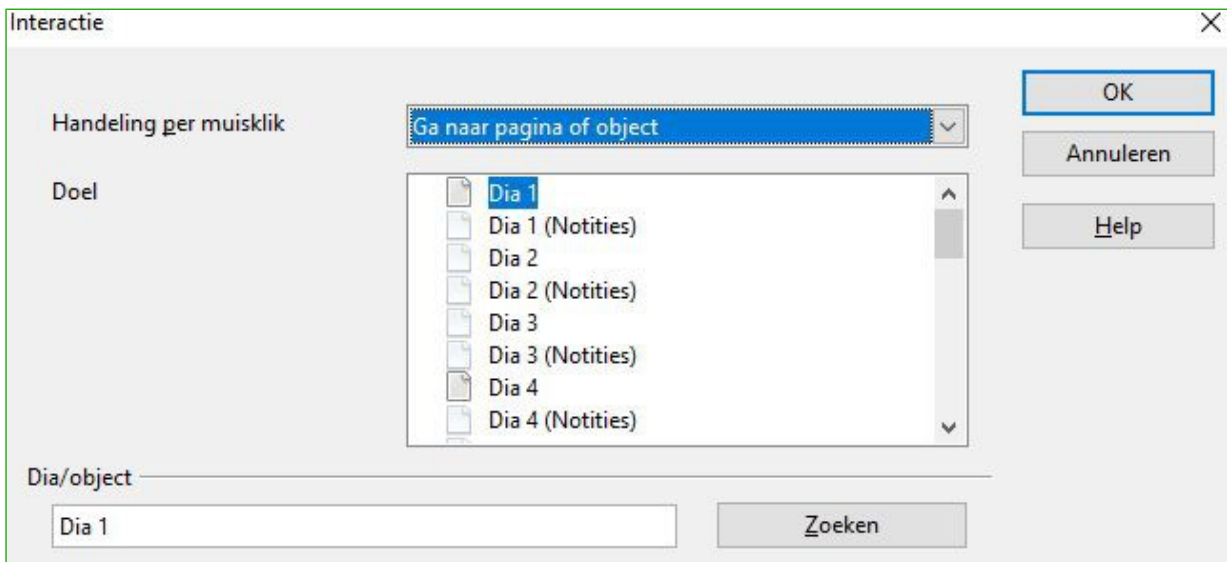 Interactie
OK
Handeling per muisklik
Ga naar pagina of object
Annuleren
Doel
Dia 1
Dia 1 (Notities)
Help
Dia 2
Dia 2 (Notities)
Dia 3
Dia 3 (Notities)
Dia 4
Dia 4 (Notities)
Dia/object
Dia 1
Zoeken